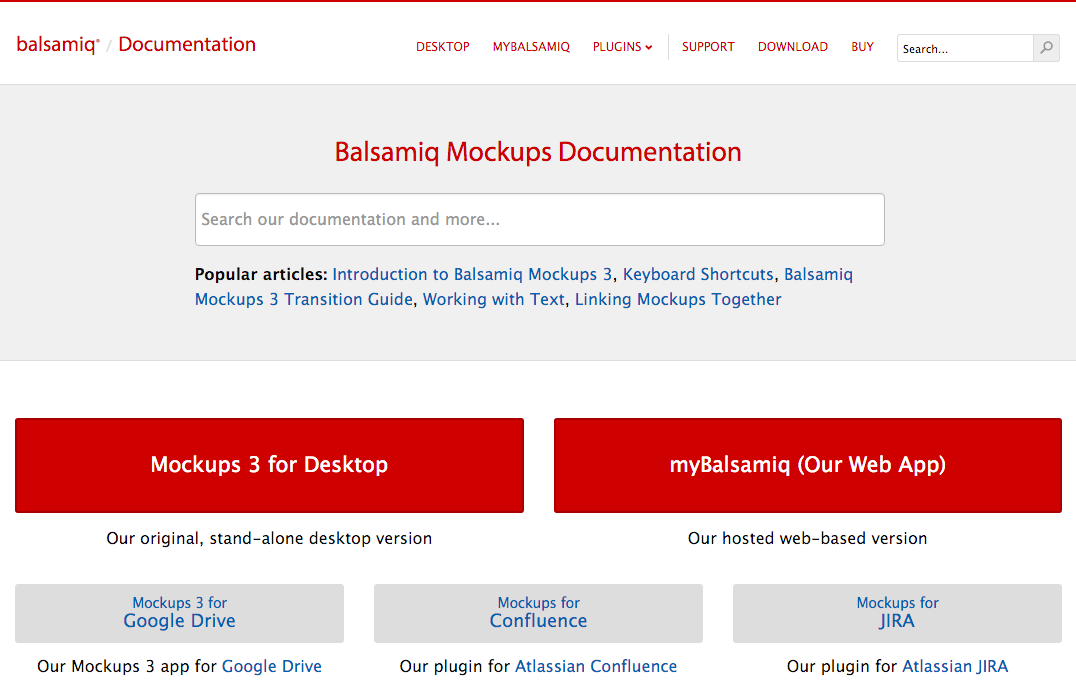 balsamiq® / Documentation
DESKTOP MYBALSAMIQ PLUGINS SUPPORT DOWNLOAD BUY Search...
Balsamiq Mockups Documentation
Search our documentation and more...
Popular articles: Introduction to Balsamiq Mockups 3, Keyboard Shortcuts, Balsamiq
Mockups 3 Transition Guide, Working with Text, Linking Mockups Together
Mockups 3 for Desktop
myBalsamiq (Our Web App)
Our original, stand-alone desktop version
Our hosted web-based version
Mockups 3 for
Google Drive
Mockups for
Confluence
Mockups for
JIRA
Our Mockups 3 app for Google Drive
Our plugin for Atlassian Confluence
Our plugin for Atlassian JIRA